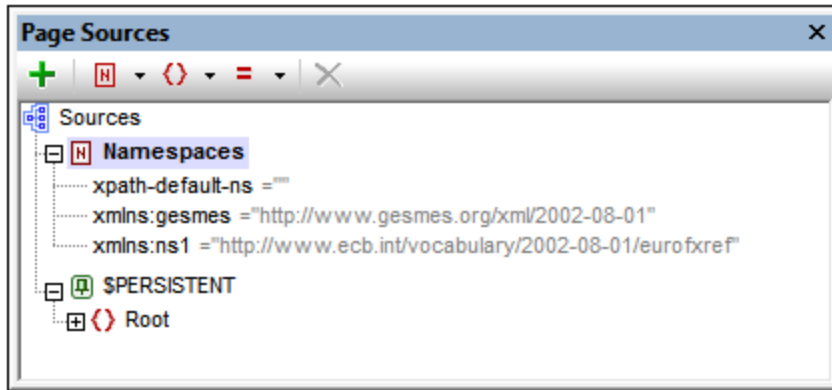 Page Sources
Sources
Namespaces
xpath-default-ns =""
xmlns:gesmes ="http://www.gesmes.org/xml/2002-08-01"
xmlns:ns1 ="http://www.ecb.int/vocabulary/2002-08-01/eurofxref"
$PERSISTENT
{} Root